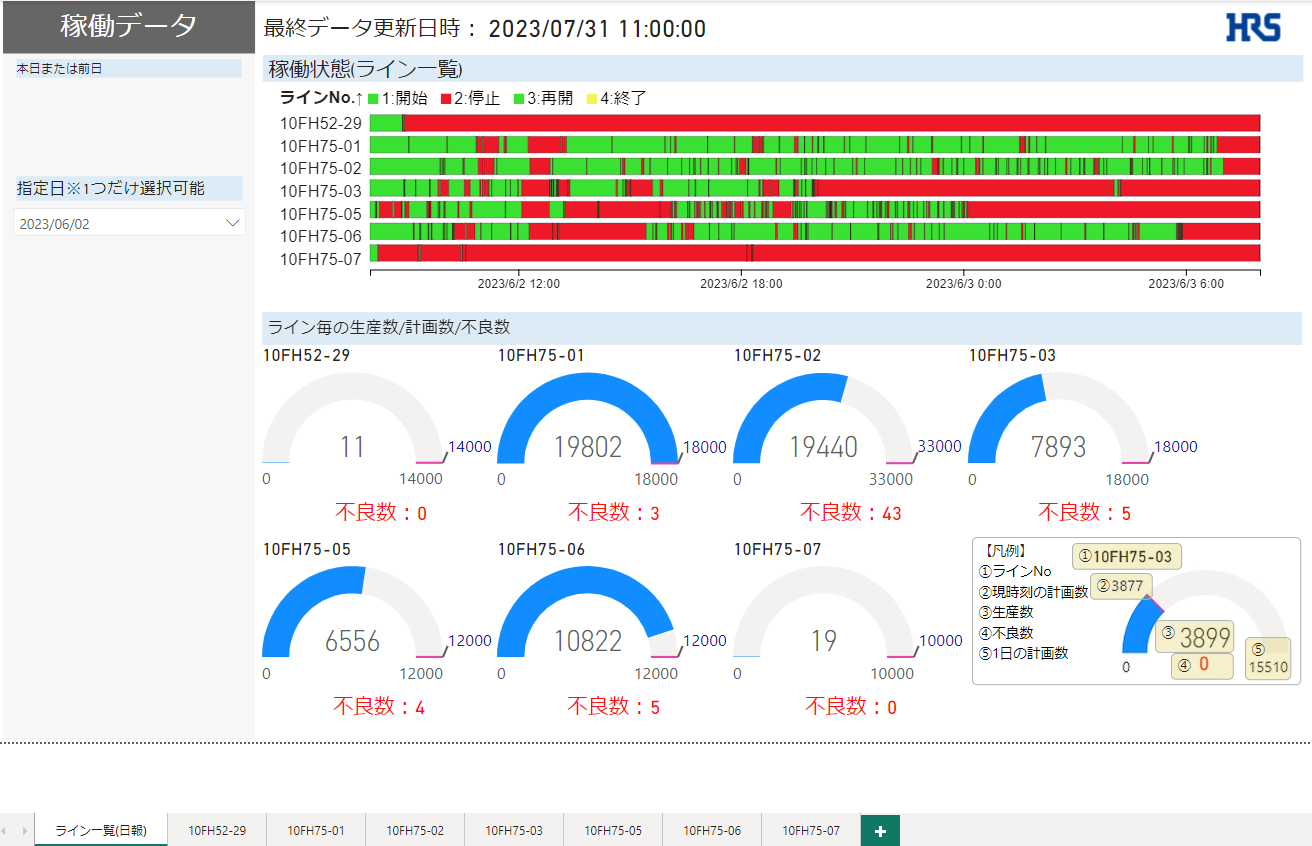 稼働データ
最終データ更新日時： 2023/07/31 11:00:00
HRS
本日または前日
稼働状態(ライン一覧)
ラインNo.↑ 1:開始 2:停止 3:再開 4:終了
10FH52-29
10FH75-01
10FH75-02
指定日※1つだけ選択可能
10FH75-03
2023/06/02
10FH75-05
10FH75-06
10FH75-07
2023/6/2 12:00 2023/6/2 18:00 2023/6/3 0:00 2023/6/3 6:00
ライン毎の生産数/計画数/不良数
10FH52-29 10FH75-01 10FH75-02 10FH75-03
11 14000 19802 18000 19440 33000 7893 18000
0 14000 0 18000 0 33000 0 18000
不良数：0 不良数：3 不良数：43 不良数：5
10FH75-05 10FH75-06 10FH75-07
6556 12000 10822 12000 19 10000
0 12000 0 12000 0 10000
不良数：4 不良数：5 不良数：0
【凡例】
①ラインNo
②現時刻の計画数
③生産数
④不良数
⑤1日の計画数
①10FH75-03
②3877
③ 3899
④ 0
⑤
15510
0
ライン一覧(日報) 10FH52-29 10FH75-01 10FH75-02 10FH75-03 10FH75-05 10FH75-06 10FH75-07 +